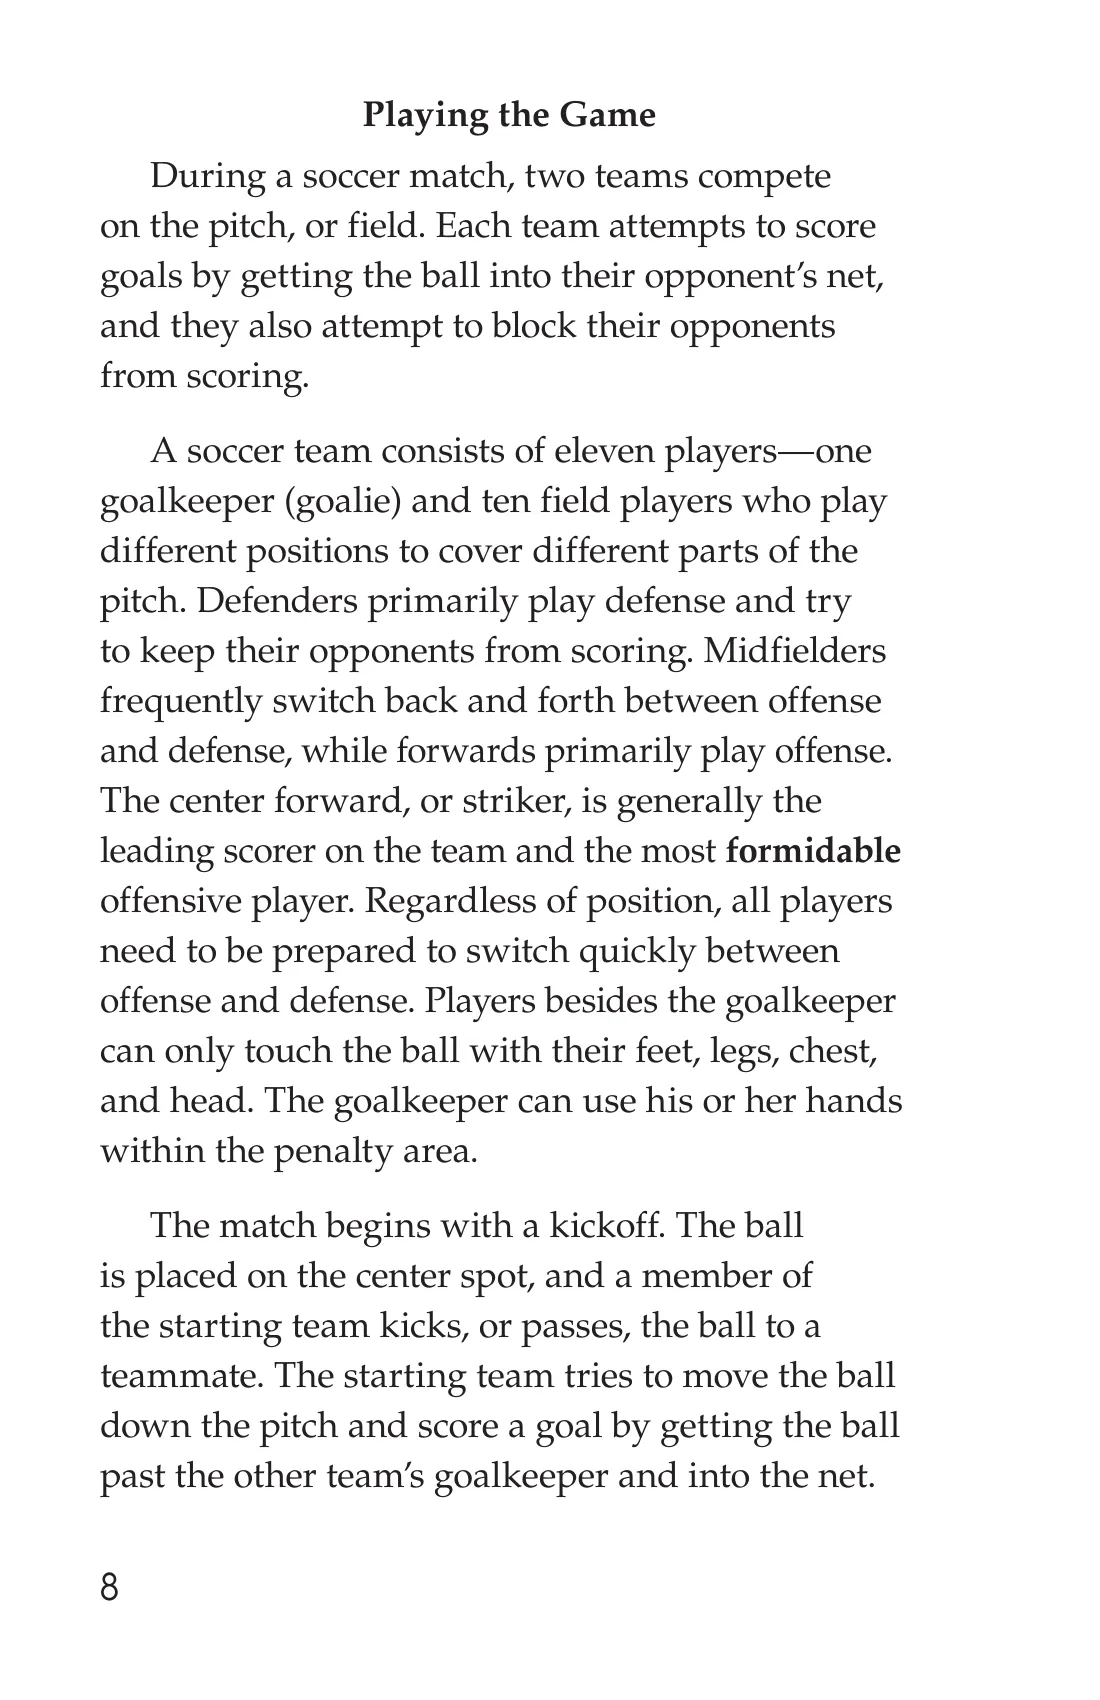 Playing the Game
During a soccer match, two teams compete
on the pitch, or field. Each team attempts to score
goals by getting the ball into their opponent’s net,
and they also attempt to block their opponents
from scoring.
A soccer team consists of eleven players—one
goalkeeper (goalie) and ten field players who play
different positions to cover different parts of the
pitch. Defenders primarily play defense and try
to keep their opponents from scoring. Midfielders
frequently switch back and forth between offense
and defense, while forwards primarily play offense.
The center forward, or striker, is generally the
leading scorer on the team and the most formidable
offensive player. Regardless of position, all players
need to be prepared to switch quickly between
offense and defense. Players besides the goalkeeper
can only touch the ball with their feet, legs, chest,
and head. The goalkeeper can use his or her hands
within the penalty area.
The match begins with a kickoff. The ball
is placed on the center spot, and a member of
the starting team kicks, or passes, the ball to a
teammate. The starting team tries to move the ball
down the pitch and score a goal by getting the ball
past the other team’s goalkeeper and into the net.
8